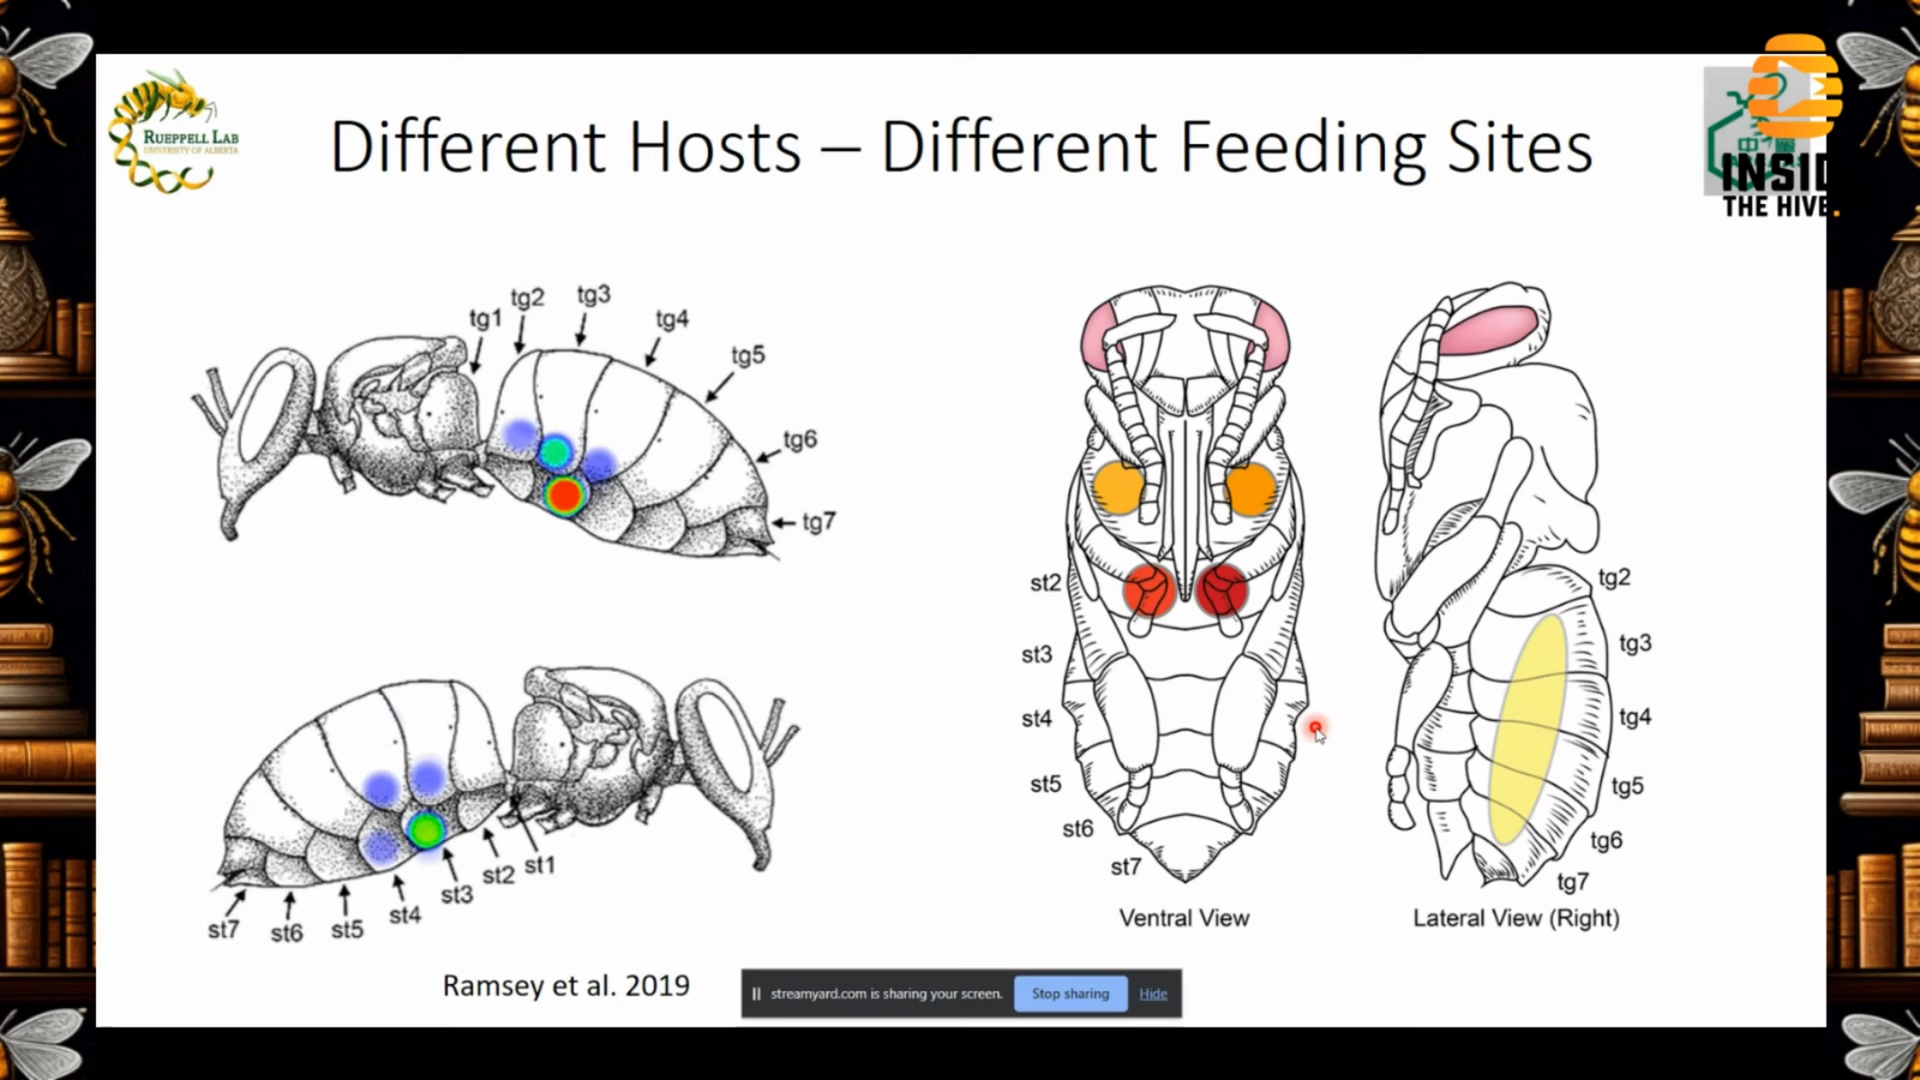 RUEPPELL LAB
UNIVERSITY OF ALBERTA
Different Hosts – Different Feeding Sites
INSID
THE HIVE.
tg1
tg2
tg3
tg4
tg5
tg6
tg7
st7
st6
st5
st4
st3
st2
st1
Ramsey et al. 2019
st2
st3
st4
st5
st6
st7
Ventral View
tg2
tg3
tg4
tg5
tg6
tg7
Lateral View (Right)
streamyard.com is sharing your screen.
Stop sharing
Hide